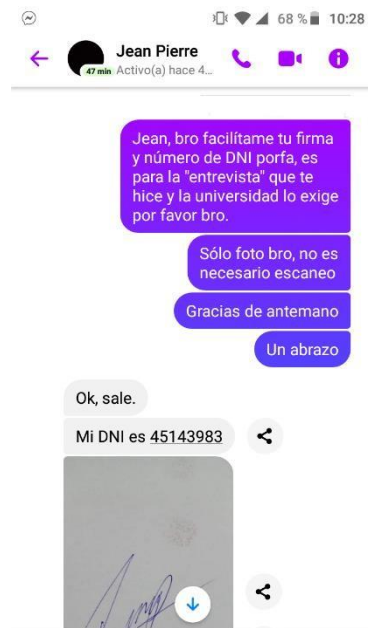 68 % 10:28
Jean Pierre
47 min Activo(a) hace 4...
Jean, bro facilítame tu firma
y número de DNI porfa, es
para la "entrevista" que te
hice y la universidad lo exige
por favor bro.
Sólo foto bro, no es
necesario escaneo
Gracias de antemano
Un abrazo
Ok, sale.
Mi DNI es 45143983